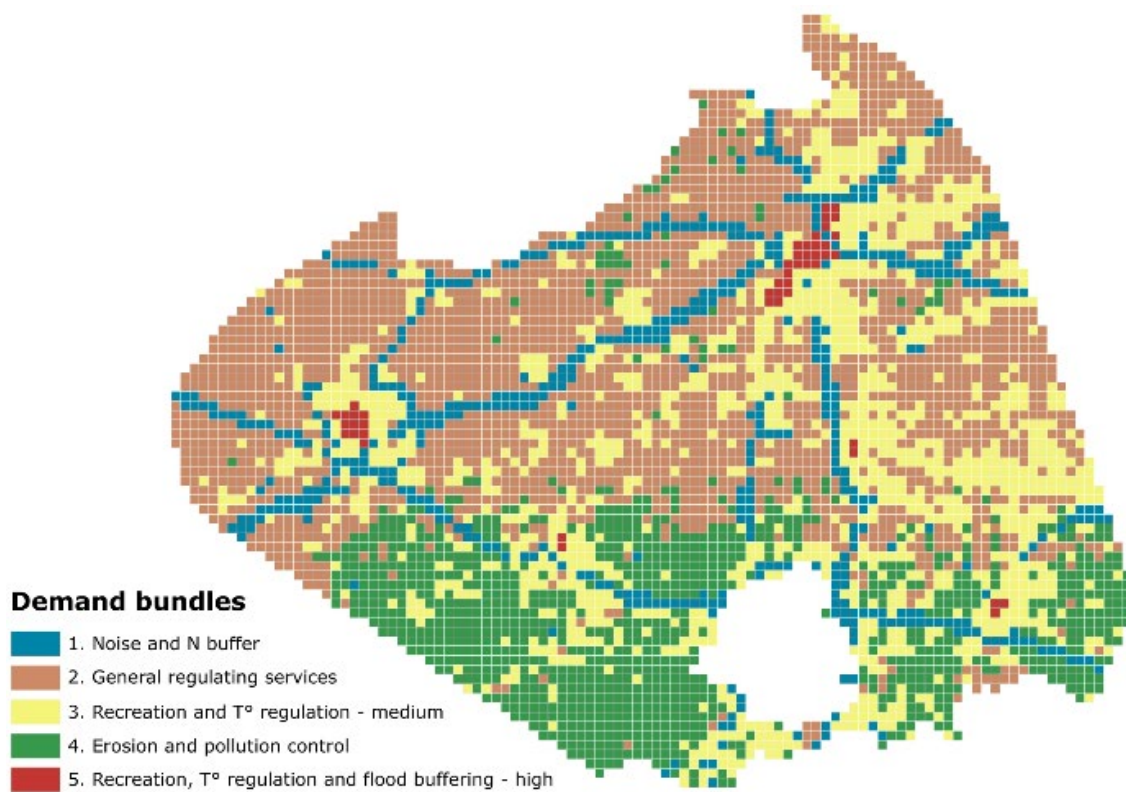 Demand bundles
1. Noise and N buffer
2. General regulating services
3. Recreation and T° regulation - medium
4. Erosion and pollution control
5. Recreation, T° regulation and flood buffering - high